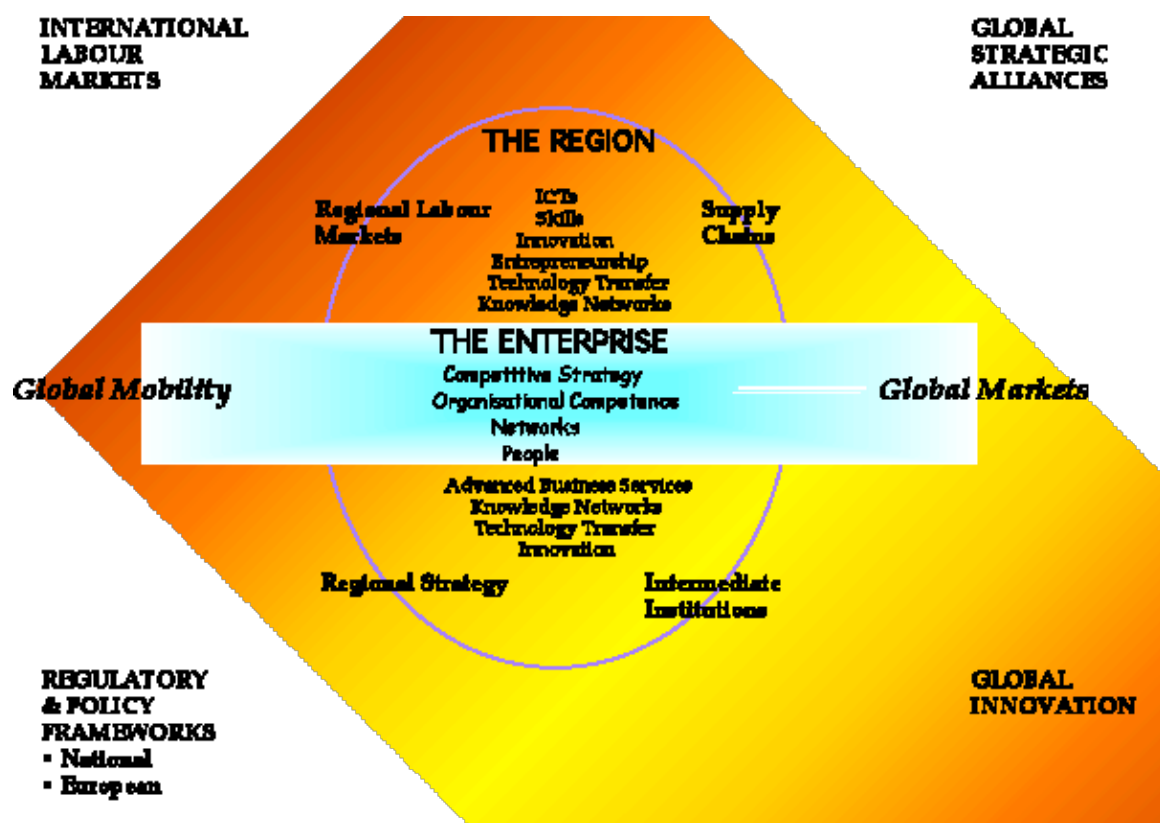 INTERNATIONAL
LABOUR
MARKETS
GLOBAL
STRATEGIC
ALLIANCES
THE REGION
Regional Labour
Markets
ICTs
Skills
Innovation
Entrepreneurship
Technology Transfer
Knowledge Networks
Supply
Chains
THE ENTERPRISE
Competitive Strategy
Organisational Competence
Networks
People
Global Mobility
Global Markets
Advanced Business Services
Knowledge Networks
Technology Transfer
Innovation
Regional Strategy
Intermediate
Institutions
REGULATORY
& POLICY
FRAMEWORKS
▪ National
▪ European
GLOBAL
INNOVATION